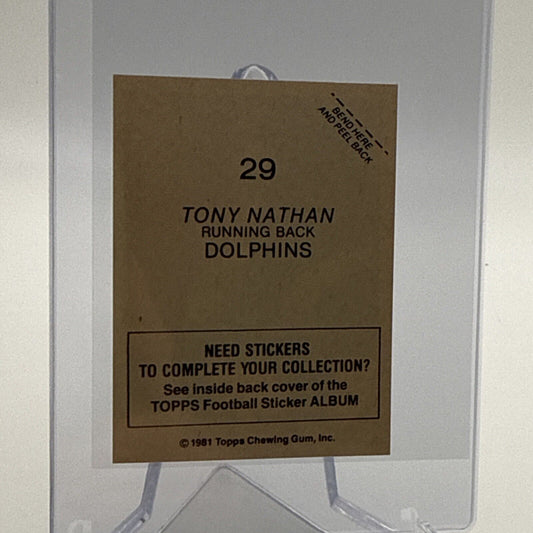 BEND HERE
AND PEEL BACK
29
TONY NATHAN
RUNNING BACK
DOLPHINS
NEED STICKERS
TO COMPLETE YOUR COLLECTION?
See inside back cover of the
TOPPS Football Sticker ALBUM
© 1981 Topps Chewing Gum, Inc.